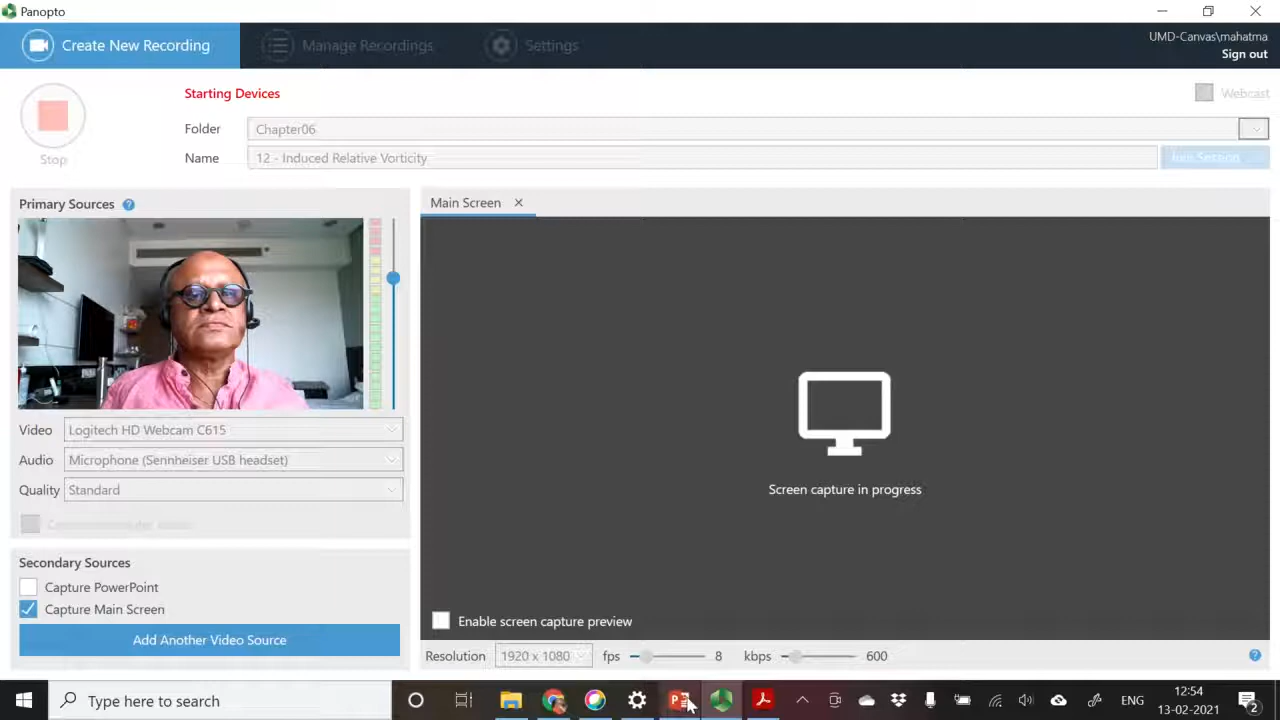 Panopto
Create New Recording
Manage Recordings
Settings
UMD-Canvas\mahatma
Sign out
Starting Devices
Webcast
Folder
Chapter06
Stop
Name
12 - Induced Relative Vorticity
Join Session
Primary Sources
Main Screen
Screen capture in progress
Video
Logitech HD Webcam C615
Audio
Microphone (Sennheiser USB headset)
Quality
Standard
Secondary Sources
Capture PowerPoint
Capture Main Screen
Add Another Video Source
Enable screen capture preview
Resolution 1920 x 1080 fps 8 kbps 600
Type here to search
ENG
12:54
13-02-2021
2